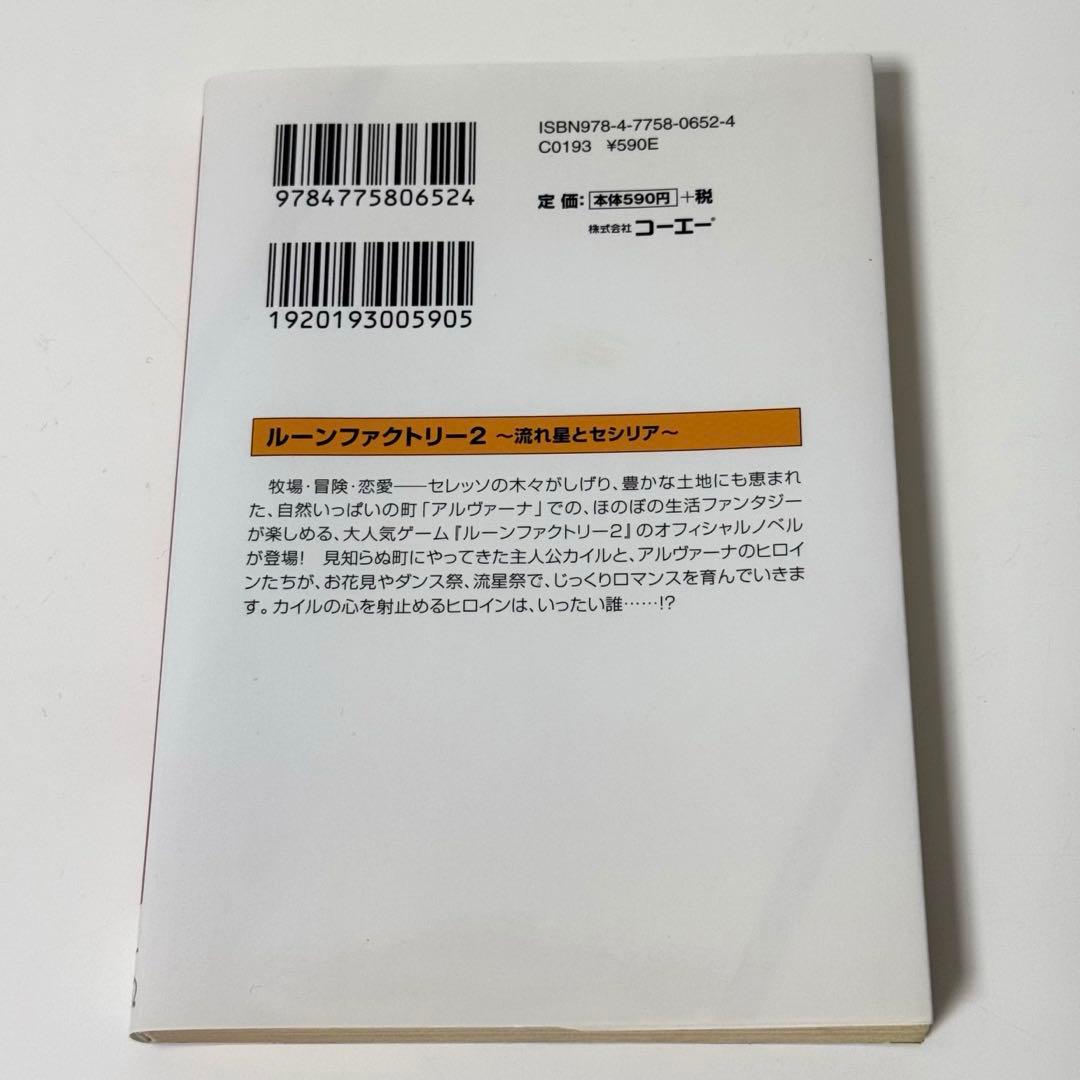 ISBN978-4-7758-0652-4
C0193 ¥590E
9784775806524
定価：本体590円+税
株式会社コーエー®
1920193005905
ルーンファクトリー2 ～流れ星とセシリア～
牧場・冒険・恋愛――セレッソの木々がしげり、豊かな土地にも恵まれ
た、自然いっぱいの町「アルヴァーナ」での、ほのぼの生活ファンタジー
が楽しめる、大人気ゲーム『ルーンファクトリー2』のオフィシャルノベル
が登場！ 見知らぬ町にやってきた主人公カイルと、アルヴァーナのヒロイ
ンたちが、お花見やダンス祭、流星祭で、じっくりロマンスを育んでいきま
す。カイルの心を射止めるヒロインは、いったい誰……!?